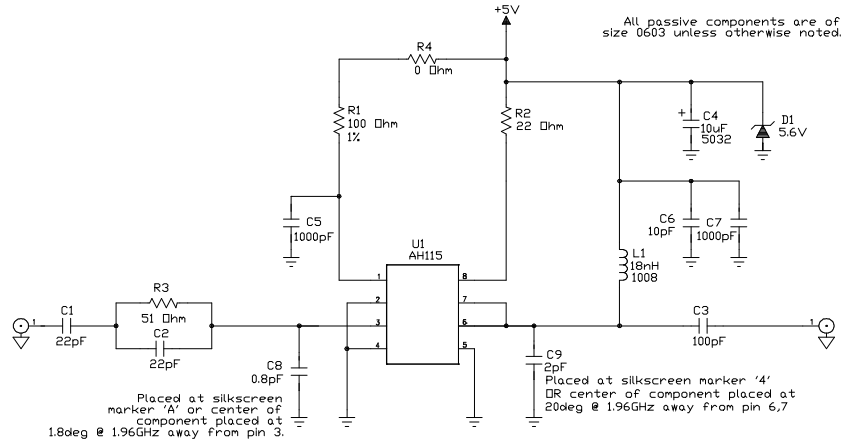 +5V
All passive components are of
size 0603 unless otherwise noted.
R4
0 Ohm
R1
100 Ohm
1%
R2
22 Ohm
+
C4
10uF
5032
D1
5.6V
C5
1000pF
C6
10pF
C7
1000pF
U1
AH115
L1
18nH
1008
1
8
R3
51 Ohm
2
7
C1
1
22pF
C2
22pF
3
6
C3
100pF
1
4
5
C8
0.8pF
C9
2pF
Placed at silkscreen
marker 'A' or center of
component placed at
1.8deg @ 1.96GHz away from pin 3.
Placed at silkscreen marker '4'
OR center of component placed at
20deg @ 1.96GHz away from pin 6,7